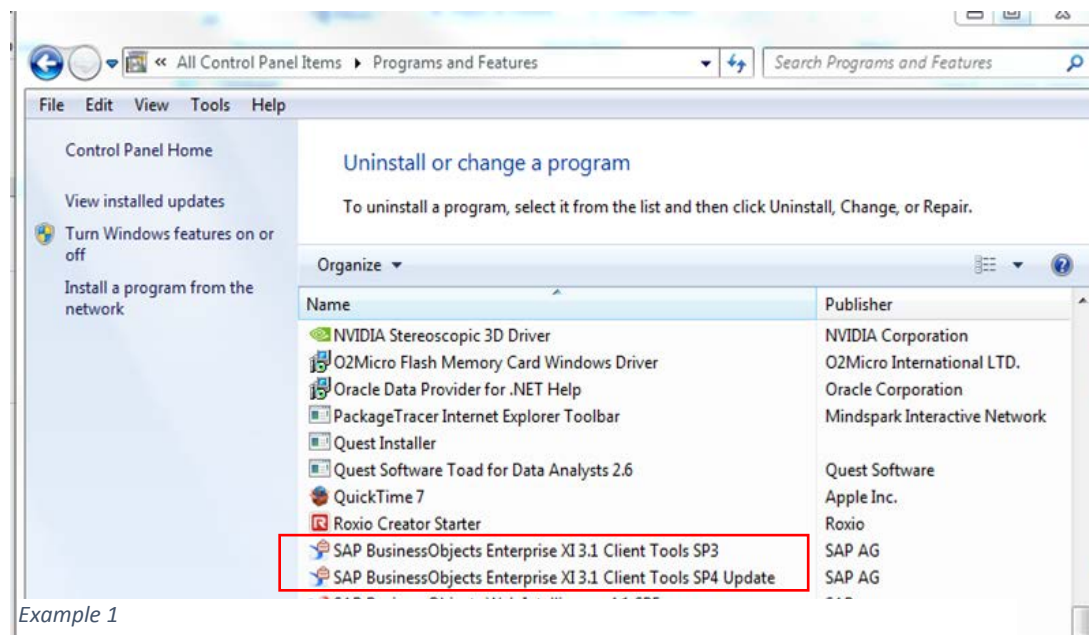 « All Control Panel Items ▸ Programs and Features
Search Programs and Features
File Edit View Tools Help
Control Panel Home
View installed updates
Turn Windows features on or
off
Install a program from the
network
Uninstall or change a program
To uninstall a program, select it from the list and then click Uninstall, Change, or Repair.
Organize
Name Publisher
NVIDIA Stereoscopic 3D Driver NVIDIA Corporation
O2Micro Flash Memory Card Windows Driver O2Micro International LTD.
Oracle Data Provider for .NET Help Oracle Corporation
PackageTracer Internet Explorer Toolbar Mindspark Interactive Network
Quest Installer
Quest Software Toad for Data Analysts 2.6 Quest Software
QuickTime 7 Apple Inc.
Roxio Creator Starter Roxio
SAP BusinessObjects Enterprise XI 3.1 Client Tools SP3 SAP AG
SAP BusinessObjects Enterprise XI 3.1 Client Tools SP4 Update SAP AG
Example 1